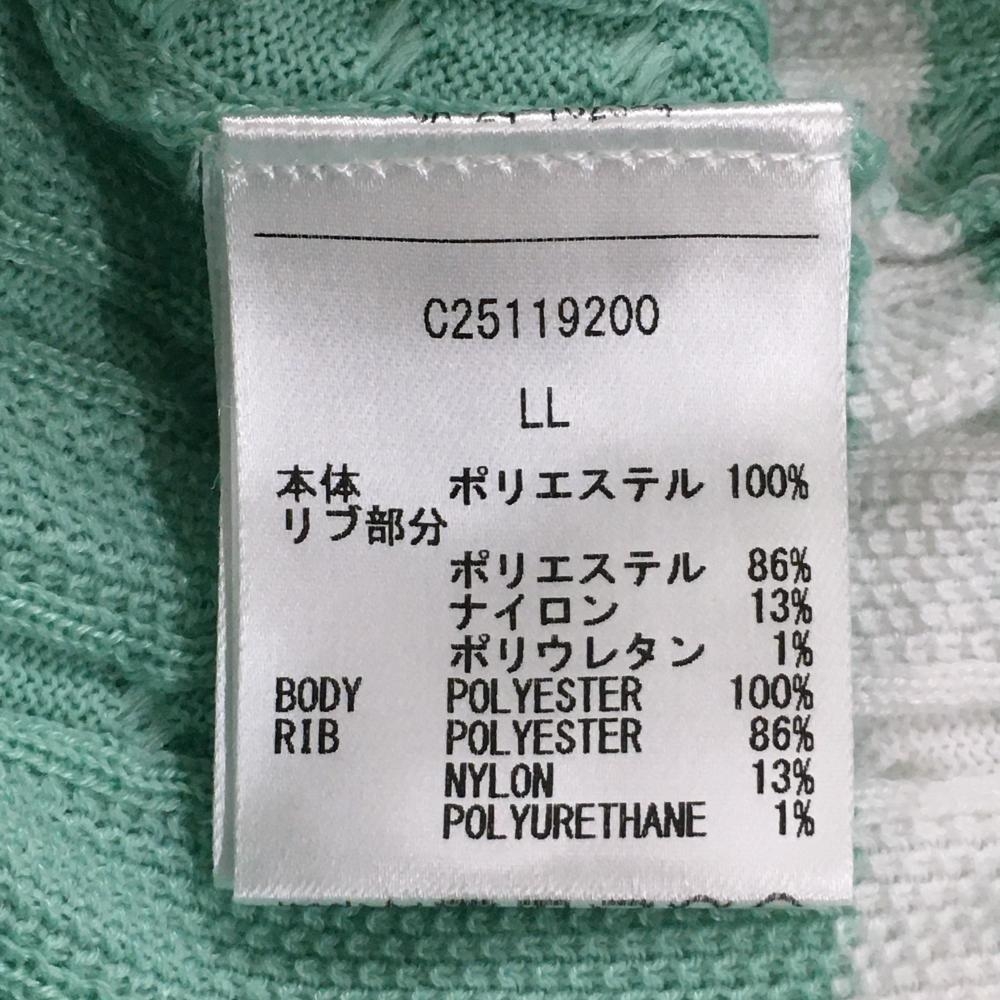 C25119200
LL
本体 ポリエステル 100%
リブ部分
ポリエステル 86%
ナイロン 13%
ポリウレタン 1%
BODY POLYESTER 100%
RIB POLYESTER 86%
NYLON 13%
POLYURETHANE 1%